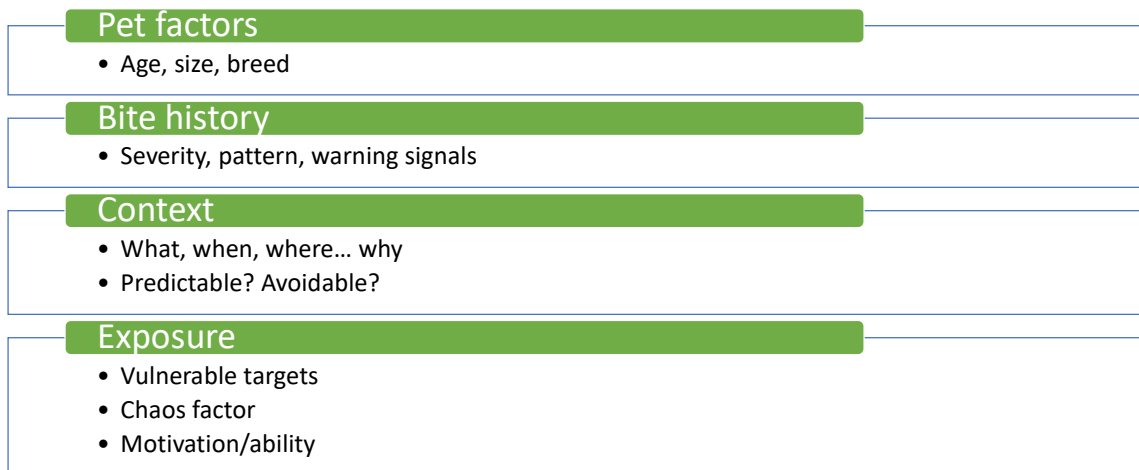 Pet factors
• Age, size, breed
Bite history
• Severity, pattern, warning signals
Context
• What, when, where… why
• Predictable? Avoidable?
Exposure
• Vulnerable targets
• Chaos factor
• Motivation/ability